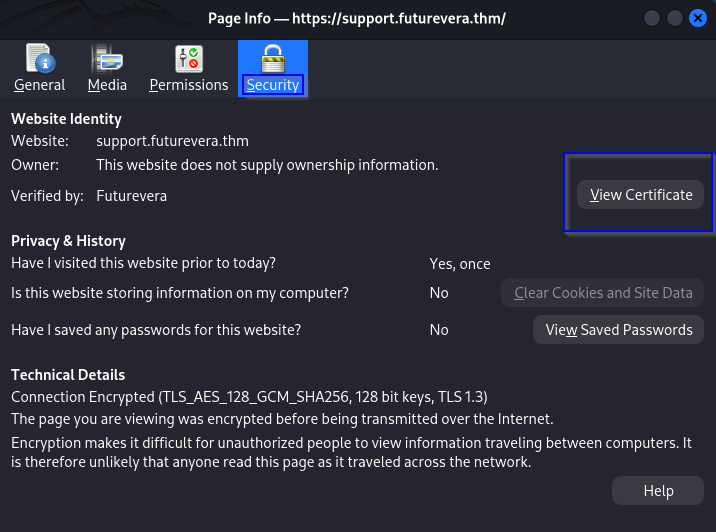 Page Info — https://support.futurevera.thm/
General Media Permissions Security
Website Identity
Website: support.futurevera.thm
Owner: This website does not supply ownership information.
Verified by: Futurevera
View Certificate
Privacy & History
Have I visited this website prior to today? Yes, once
Is this website storing information on my computer? No Clear Cookies and Site Data
Have I saved any passwords for this website? No View Saved Passwords
Technical Details
Connection Encrypted (TLS_AES_128_GCM_SHA256, 128 bit keys, TLS 1.3)
The page you are viewing was encrypted before being transmitted over the Internet.
Encryption makes it difficult for unauthorized people to view information traveling between computers. It
is therefore unlikely that anyone read this page as it traveled across the network.
Help